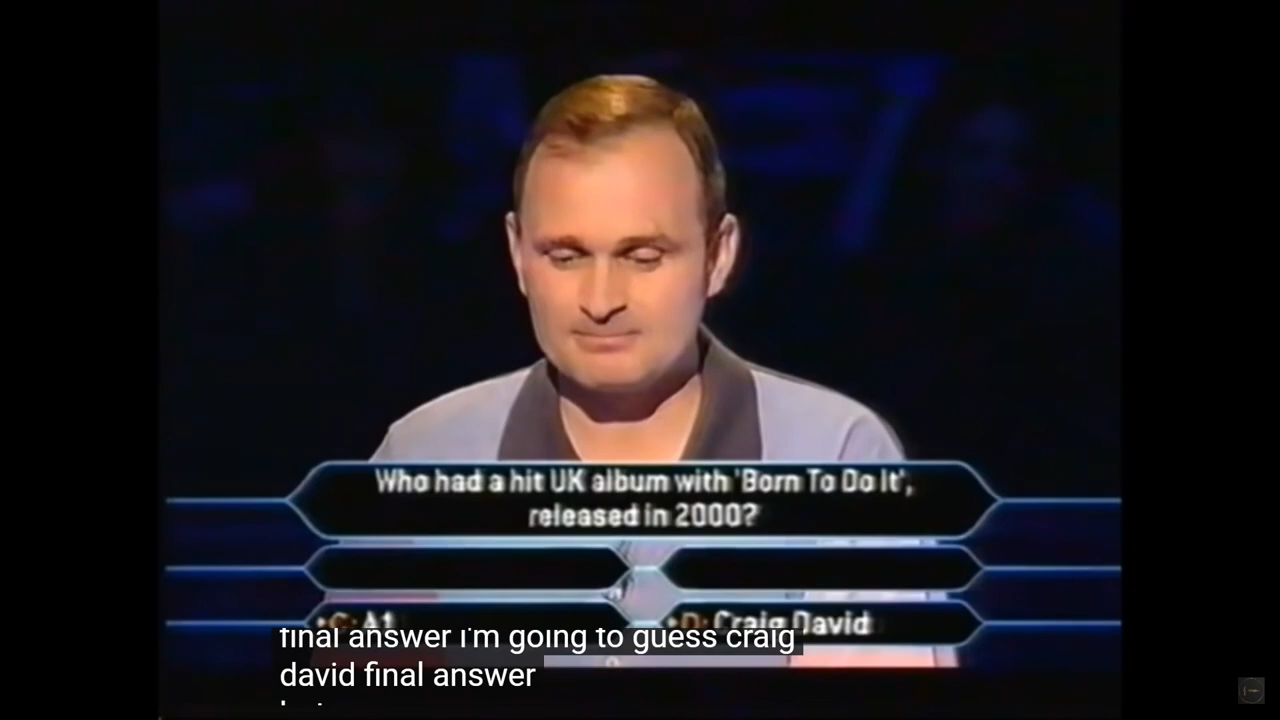 Who had a hit UK album with 'Born To Do It',
released in 2000?
•C: A1 •D: Craig David
final answer i'm going to guess craig
david final answer